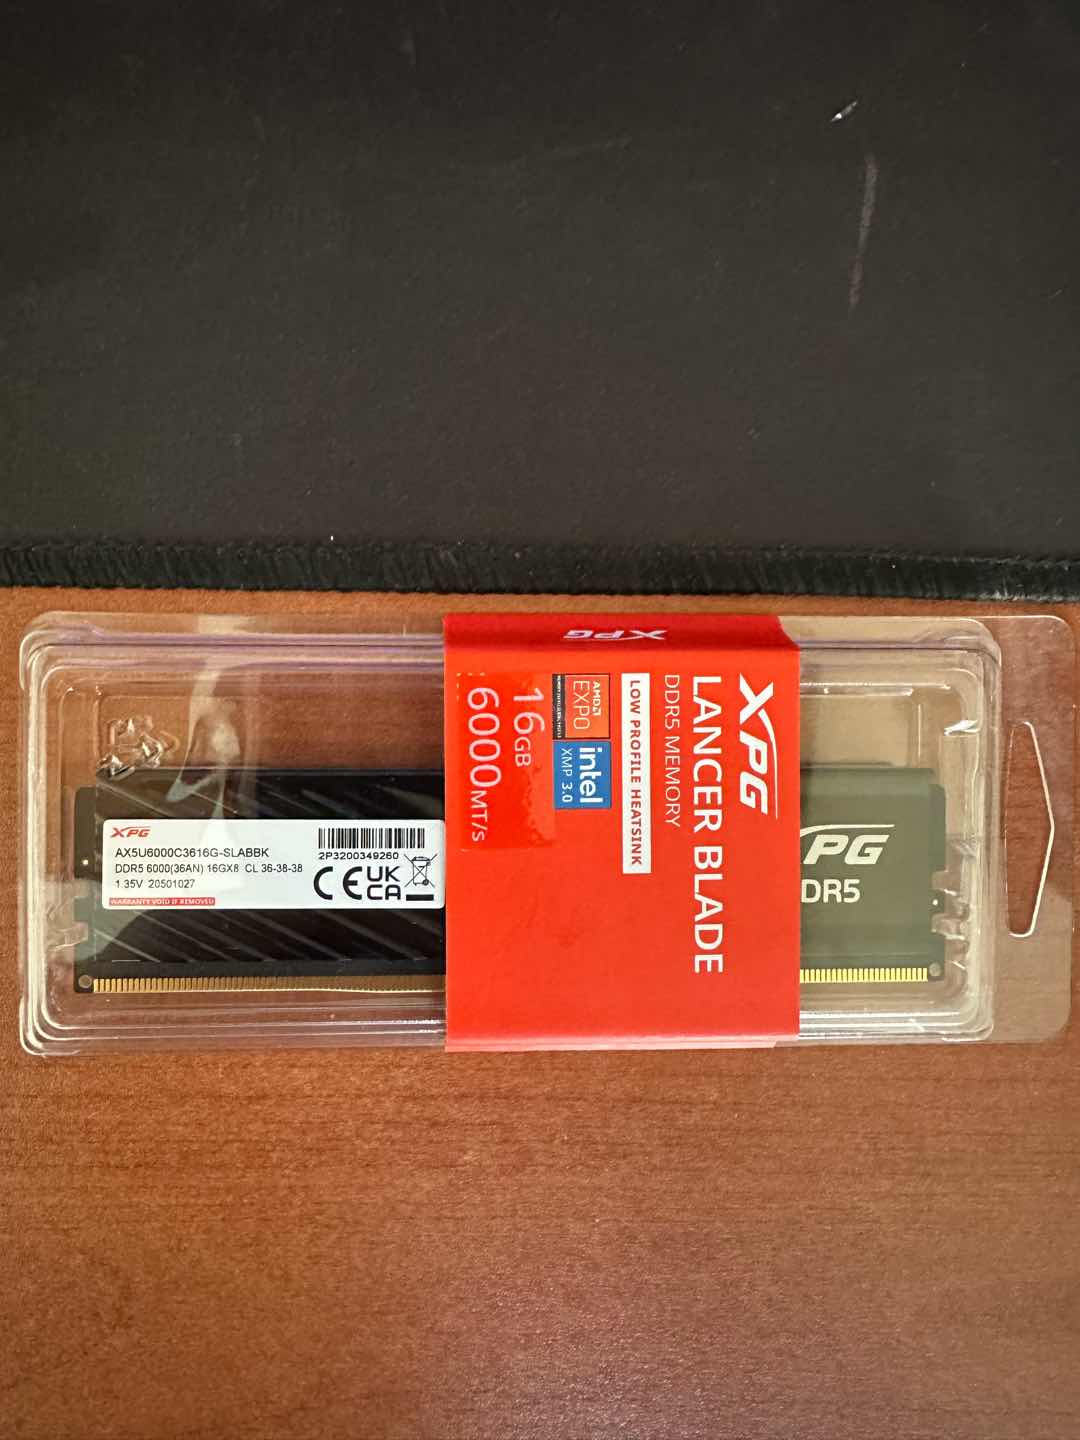 XPG
XPG
LANCER BLADE
DDR5 MEMORY
LOW PROFILE HEATSINK
AMD
EXPO
intel
XMP 3.0
16GB
6000MT/s
XPG
AX5U6000C3616G-SLABBK
DDR5 6000(36AN) 16GX8 CL 36-38-38
1.35V 20501027
WARRANTY VOID IF REMOVED
2P3200349260
CE UK
CA
XPG
DDR5